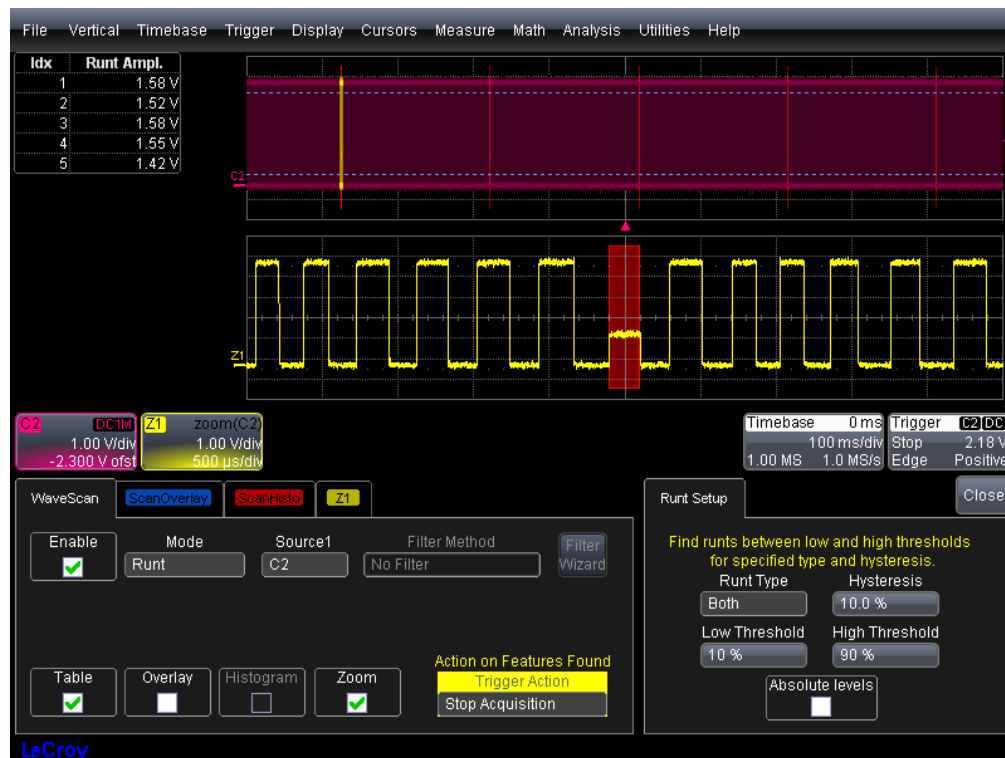 File Vertical Timebase Trigger Display Cursors Measure Math Analysis Utilities Help
Idx Runt Ampl.
1 1.58 V
2 1.52 V
3 1.58 V
4 1.55 V
5 1.42 V
C2
Z1
C2 DC1M
1.00 V/div
-2.300 V ofst
Z1 zoom(C2)
1.00 V/div
500 µs/div
Timebase 0 ms
100 ms/div
1.00 MS 1.0 MS/s
Trigger C2 DC
Stop 2.18 V
Edge Positive
WaveScan ScanOverlay ScanHisto Z1
Enable
Mode
Runt
Source1
C2
Filter Method
No Filter
Filter
Wizard
Table
Overlay
Histogram
Zoom
Action on Features Found
Trigger Action
Stop Acquisition
Runt Setup
Close
Find runts between low and high thresholds
for specified type and hysteresis.
Runt Type
Both
Hysteresis
10.0 %
Low Threshold
10 %
High Threshold
90 %
Absolute levels
LeCroy